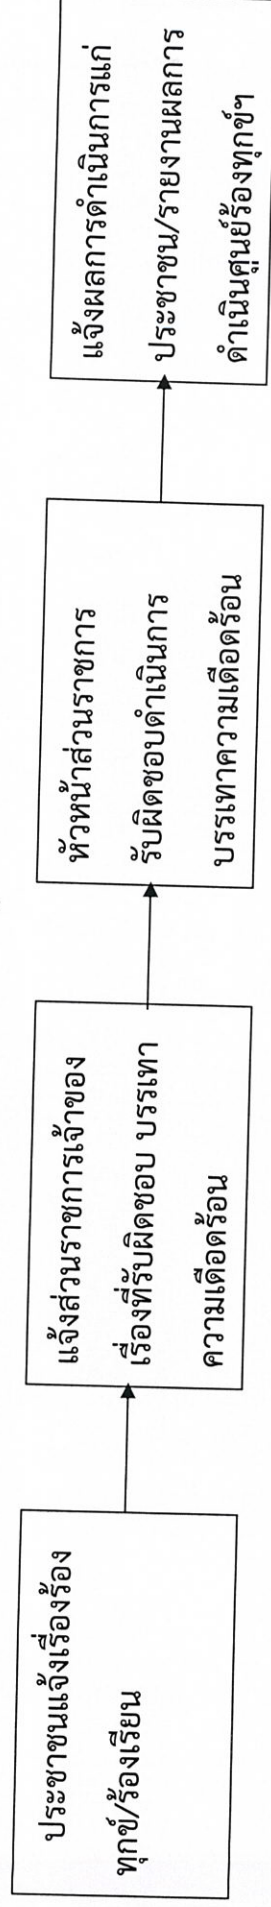 ประชาชนแจ้งเรื่องร้อง
ทุกข์/ร้องเรียน
แจ้งส่วนราชการเจ้าของ
เรื่องที่รับผิดชอบ บรรเทา
ความเดือดร้อน
หัวหน้าส่วนราชการ
รับผิดชอบดำเนินการ
บรรเทาความเดือดร้อน
แจ้งผลการดำเนินการแก่
ประชาชน/รายงานผลการ
ดำเนินศูนย์ร้องทุกข์ฯ